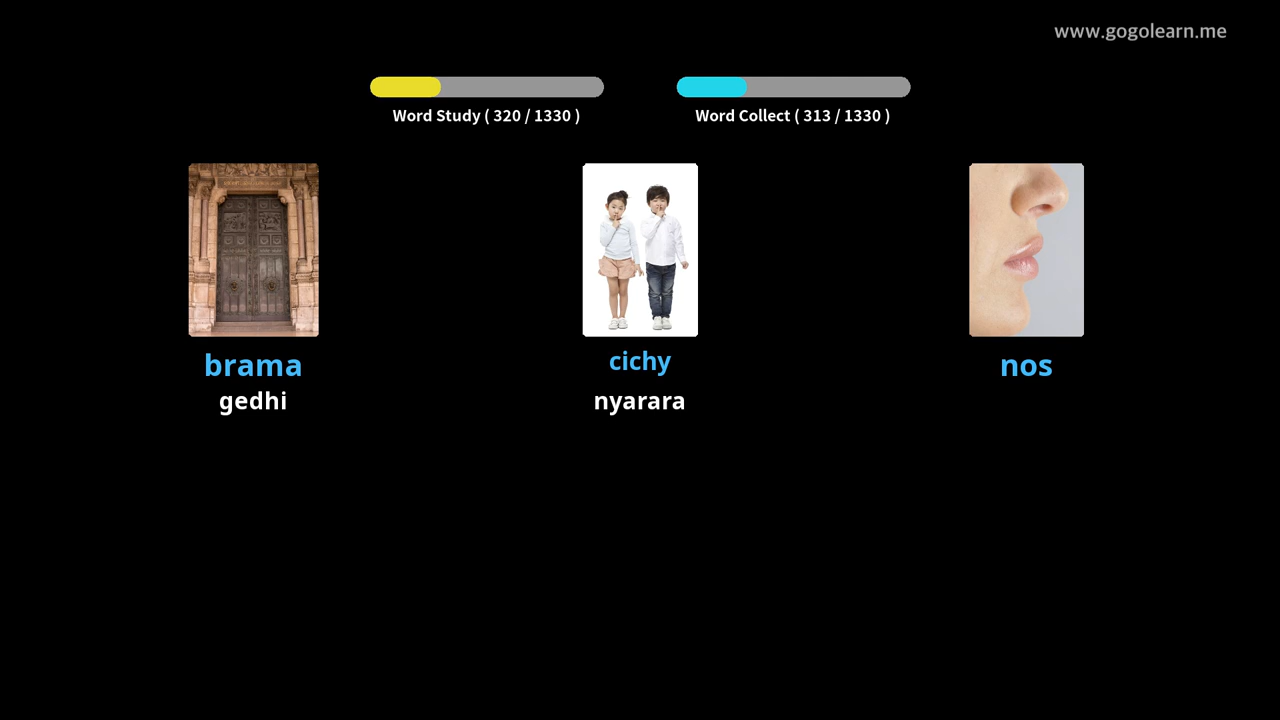 www.gogolearn.me
Word Study ( 320 / 1330 )
Word Collect ( 313 / 1330 )
brama
gedhi
cichy
nyarara
nos